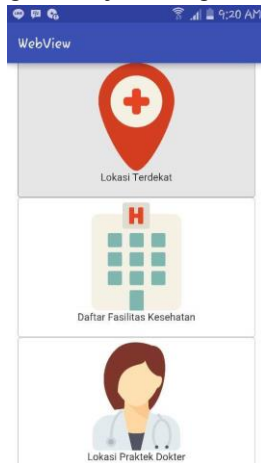 9:20 AM
WebView
Lokasi Terdekat
H
Daftar Fasilitas Kesehatan
Lokasi Praktek Dokter